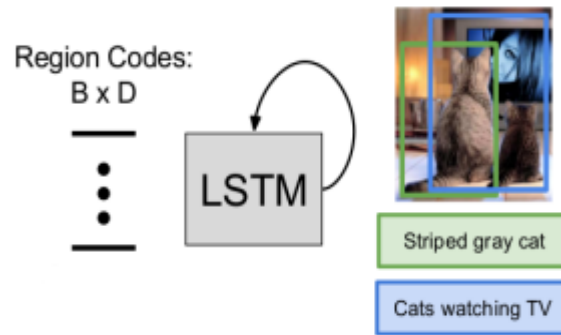 Region Codes:
B x D
LSTM
Striped gray cat
Cats watching TV